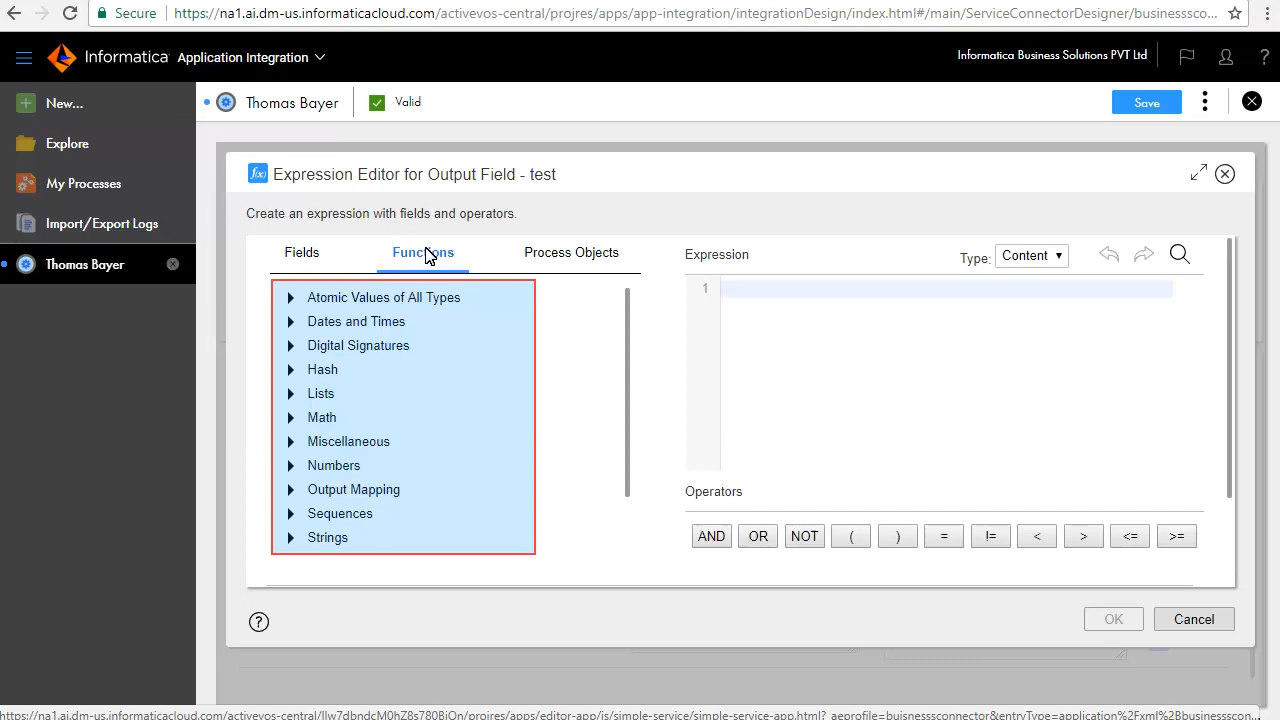 Secure https://na1.ai.dm-us.informaticacloud.com/activevos-central/projres/apps/app-integration/integrationDesign/index.html#/main/ServiceConnectorDesigner/businesssc...
Informatica Application Integration
Informatica Business Solutions PVT Ltd
?
New...
Explore
My Processes
Import/Export Logs
Thomas Bayer
Thomas Bayer
Valid
Save
f(x) Expression Editor for Output Field - test
Create an expression with fields and operators.
Fields Functions Process Objects
Atomic Values of All Types
Dates and Times
Digital Signatures
Hash
Lists
Math
Miscellaneous
Numbers
Output Mapping
Sequences
Strings
Expression
Type: Content
1
Operators
AND OR NOT ( ) = != < > <= >=
?
OK Cancel